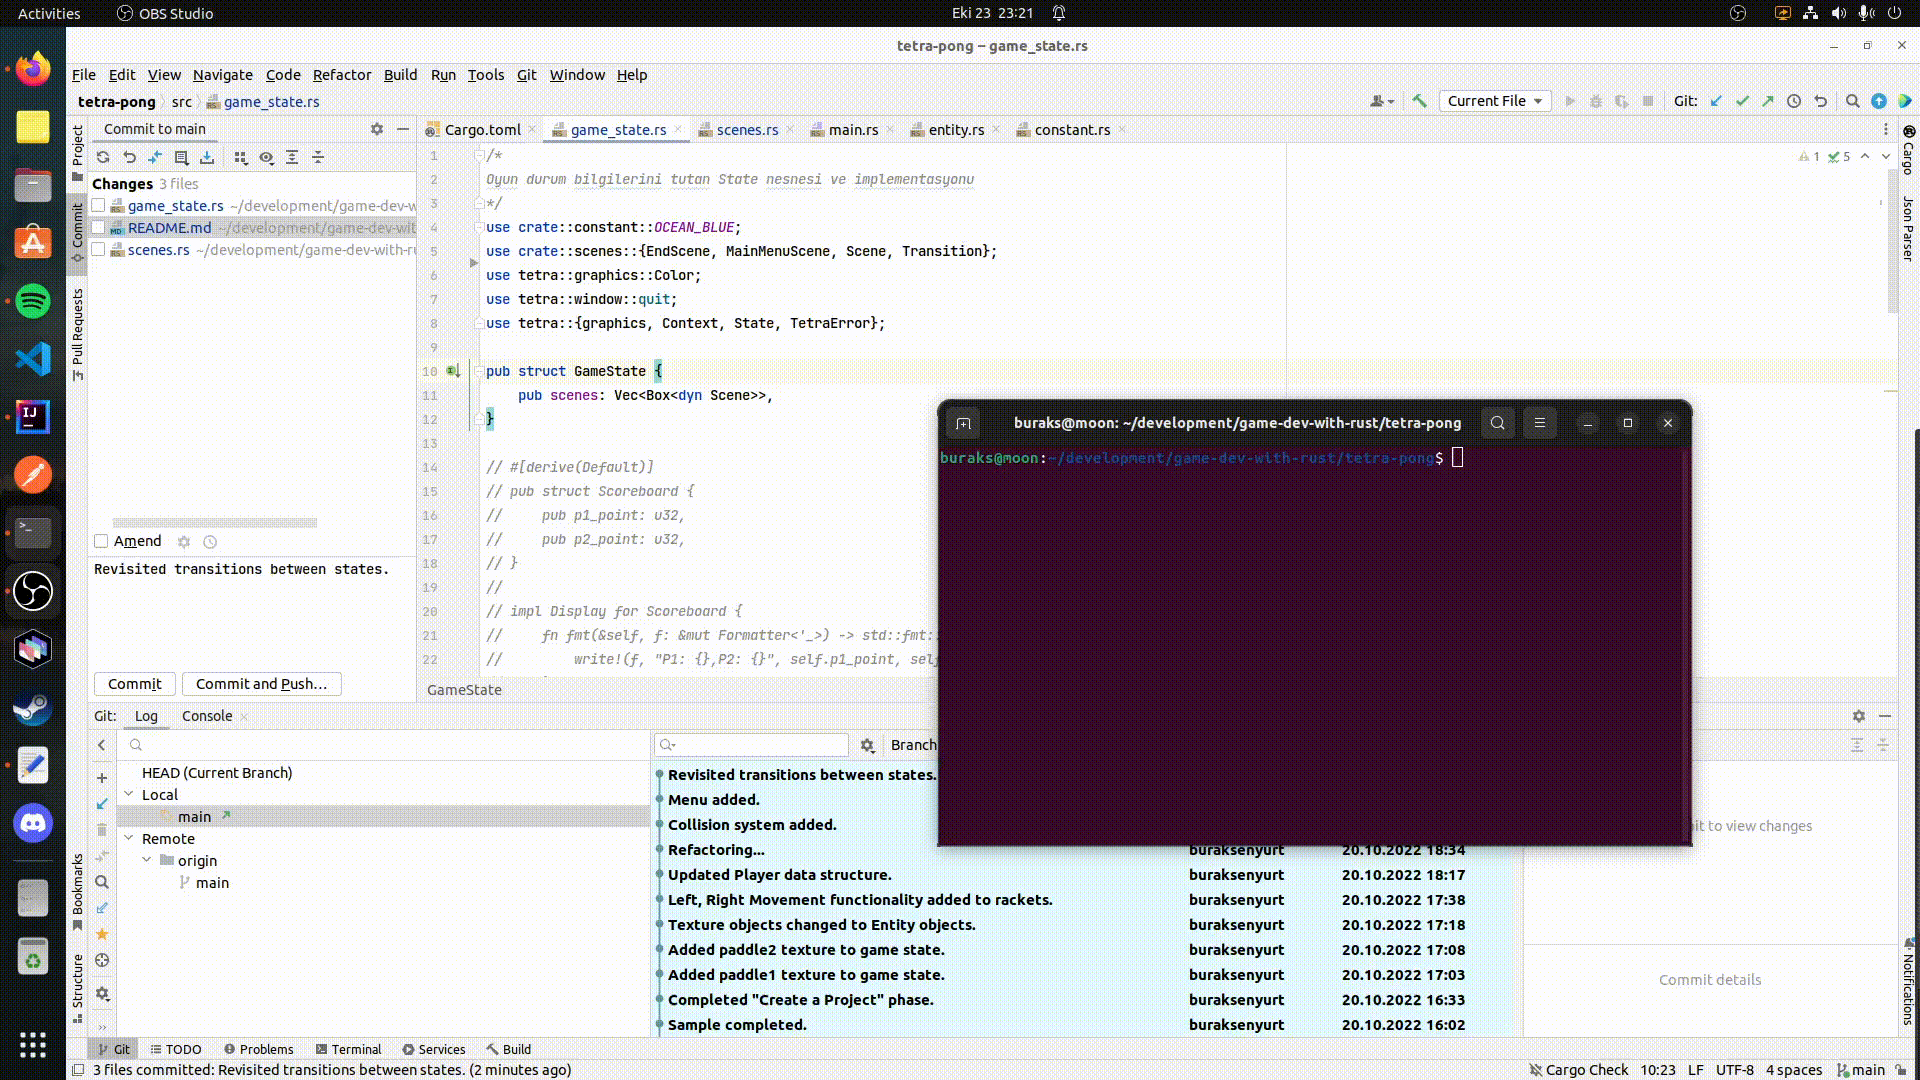 Activities
OBS Studio
Eki 23 23:21
tetra-pong – game_state.rs
File Edit View Navigate Code Refactor Build Run Tools Git Window Help
tetra-pong src game_state.rs
Current File
Git:
Project
Commit
Pull Requests
Bookmarks
Structure
Commit to main
Changes 3 files
game_state.rs ~/development/game-dev-w
README.md ~/development/game-dev-wit
scenes.rs ~/development/game-dev-with-ru
Amend
Revisited transitions between states.
Commit
Commit and Push...
Cargo.toml
game_state.rs
scenes.rs
main.rs
entity.rs
constant.rs
1 5
1 /*
2 Oyun durum bilgilerini tutan State nesnesi ve implementasyonu
3 */
4 use crate::constant::OCEAN_BLUE;
5 use crate::scenes::{EndScene, MainMenuScene, Scene, Transition};
6 use tetra::graphics::Color;
7 use tetra::window::quit;
8 use tetra::{graphics, Context, State, TetraError};
9
10 pub struct GameState {
11 pub scenes: Vec<Box<dyn Scene>>,
12 }
13
14 // #[derive(Default)]
15 // pub struct Scoreboard {
16 // pub p1_point: u32,
17 // pub p2_point: u32,
18 // }
19 //
20 // impl Display for Scoreboard {
21 // fn fmt(&self, f: &mut Formatter<'_>) -> std::fmt::
22 // write!(f, "P1: {},P2: {}", self.p1_point, sel
GameState
buraks@moon: ~/development/game-dev-with-rust/tetra-pong
buraks@moon:~/development/game-dev-with-rust/tetra-pong$
Cargo
Json Parser
Notifications
Git: Log Console
HEAD (Current Branch)
Local
main
Remote
origin
main
Branch
Revisited transitions between states.
Menu added.
Collision system added.
Refactoring... buraksenyurt 20.10.2022 18:34
Updated Player data structure. buraksenyurt 20.10.2022 18:17
Left, Right Movement functionality added to rackets. buraksenyurt 20.10.2022 17:38
Texture objects changed to Entity objects. buraksenyurt 20.10.2022 17:18
Added paddle2 texture to game state. buraksenyurt 20.10.2022 17:08
Added paddle1 texture to game state. buraksenyurt 20.10.2022 17:03
Completed "Create a Project" phase. buraksenyurt 20.10.2022 16:33
Sample completed. buraksenyurt 20.10.2022 16:02
it to view changes
Commit details
Git TODO Problems Terminal Services Build
3 files committed: Revisited transitions between states. (2 minutes ago)
Cargo Check 10:23 LF UTF-8 4 spaces main